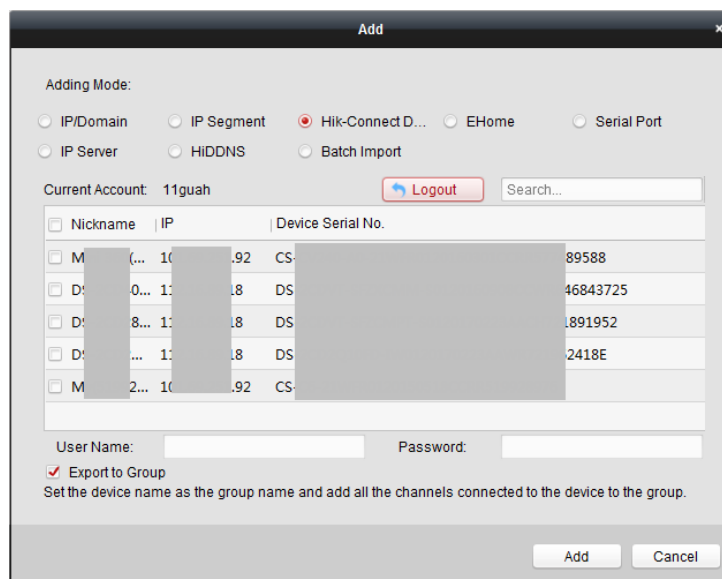 Add
x
Adding Mode:
IP/Domain IP Segment Hik-Connect D... EHome Serial Port
IP Server HiDDNS Batch Import
Current Account: 11guah Logout Search...
Nickname IP Device Serial No.
M (... 10 .92 CS- 89588
DS 0... 11 18 DS 46843725
DS 8... 11 18 DS 1891952
DS ... 11 18 DS 2418E
M 2... 10 .92 CS-
User Name: Password:
Export to Group
Set the device name as the group name and add all the channels connected to the device to the group.
Add Cancel